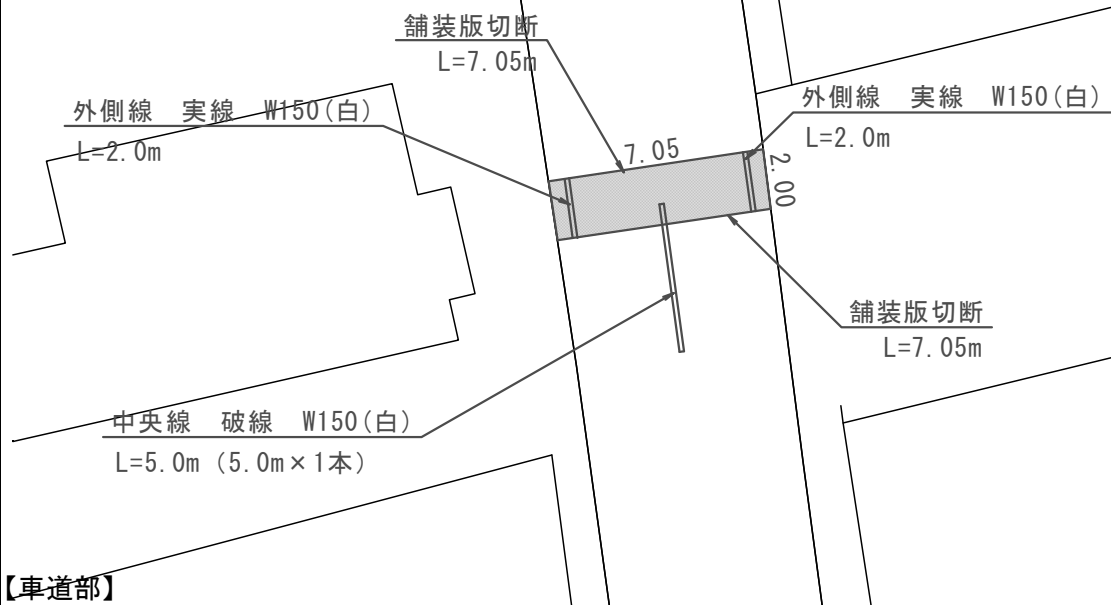 舗装版切断
L=7.05m
外側線　実線　W150(白)
L=2.0m
外側線　実線　W150(白)
L=2.0m
7.05
2.00
舗装版切断
L=7.05m
中央線　破線　W150(白)
L=5.0m (5.0m×1本)
【車道部】